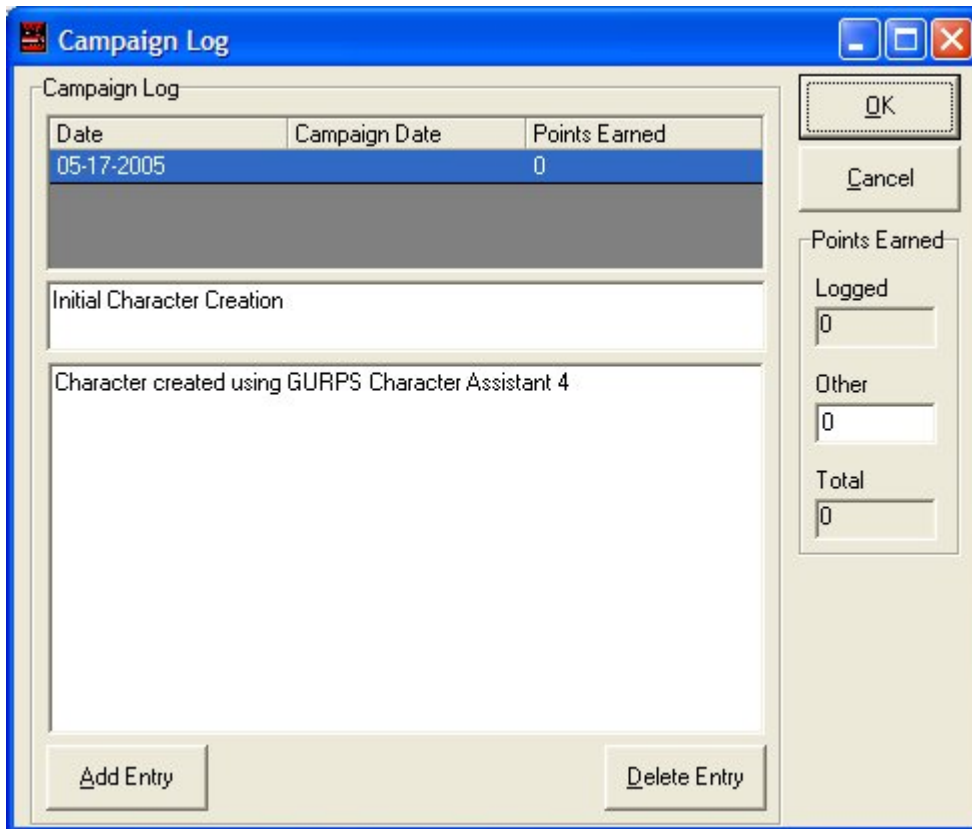 Campaign Log
Campaign Log
Date Campaign Date Points Earned
05-17-2005 0
Initial Character Creation
Character created using GURPS Character Assistant 4
Add Entry Delete Entry
OK
Cancel
Points Earned
Logged
0
Other
0
Total
0